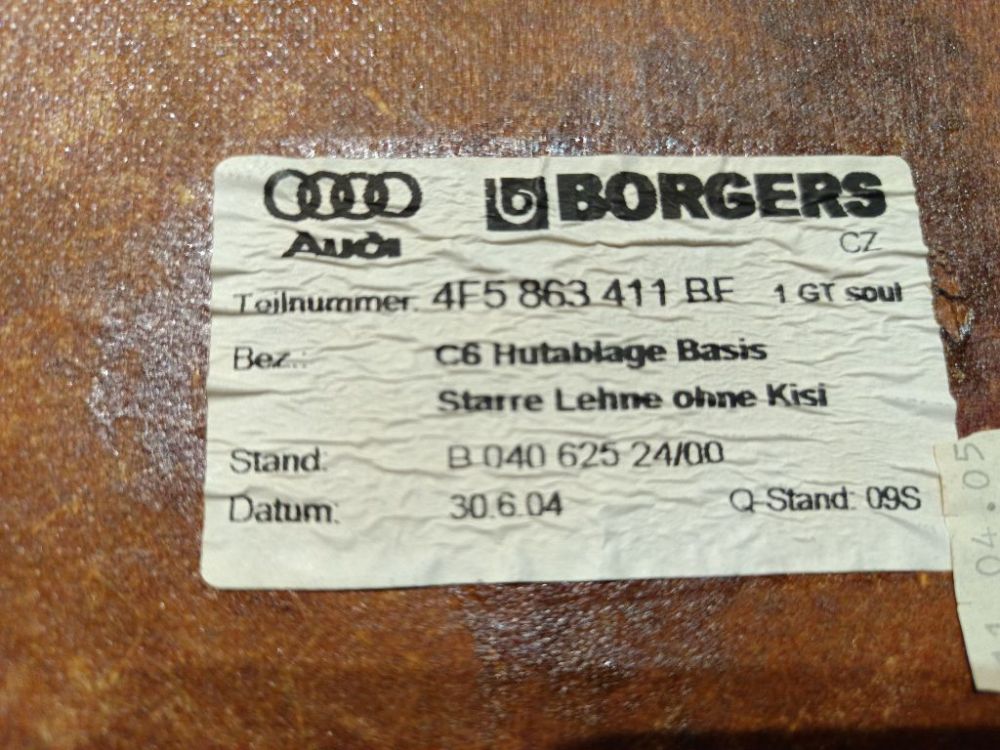 Audi
BORGERS
CZ
Teilnummer: 4F5 863 411 BF 1 GT soul
Bez.: C6 Hutablage Basis
Starre Lehne ohne Kisi
Stand: B 040 625 24/00
Datum: 30.6.04 Q-Stand: 09S
04.05